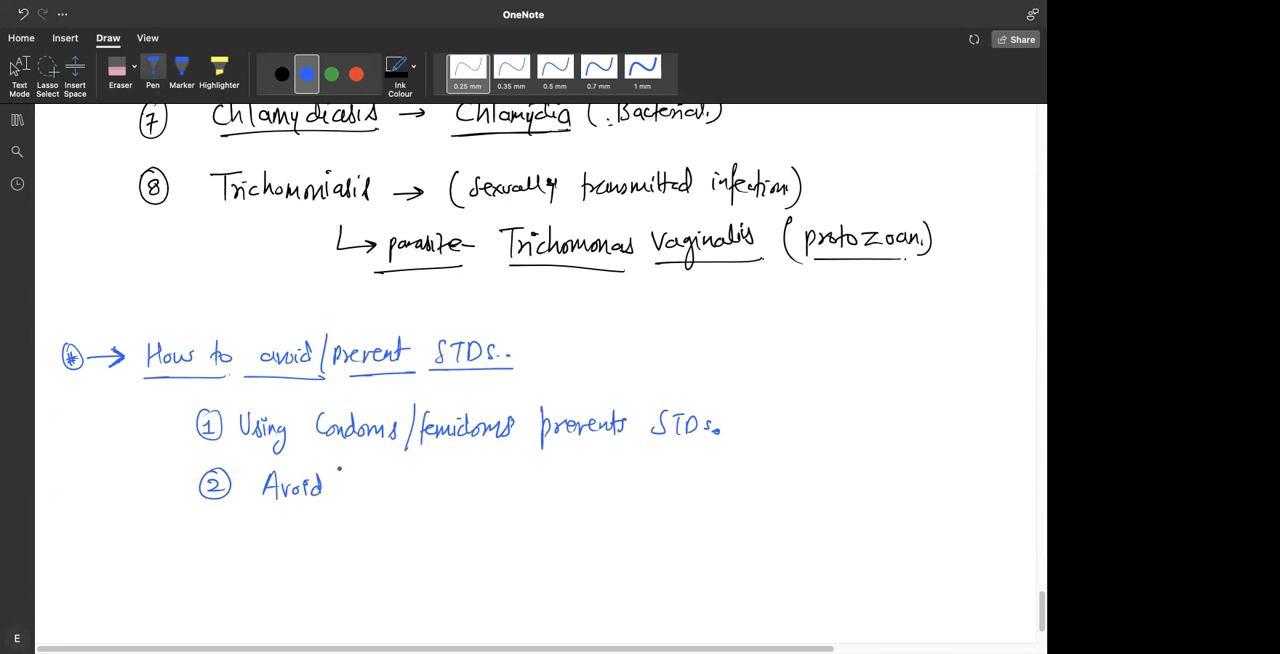 OneNote
Home Insert Draw View
Share
Text Mode Lasso Select Insert Space Eraser Pen Marker Highlighter Ink Colour 0.25 mm 0.35 mm 0.5 mm 0.7 mm 1 mm
7 Chlamydiasis → Chlamydia (Bacterial.)
8 Trichomoniasis → (sexually transmitted infection)
↳ parasite - Trichomonas vaginalis (protozoan.)
* → How to avoid/prevent STDs..
1 Using Condoms/femidoms prevents STDs.
2 Avoid
E